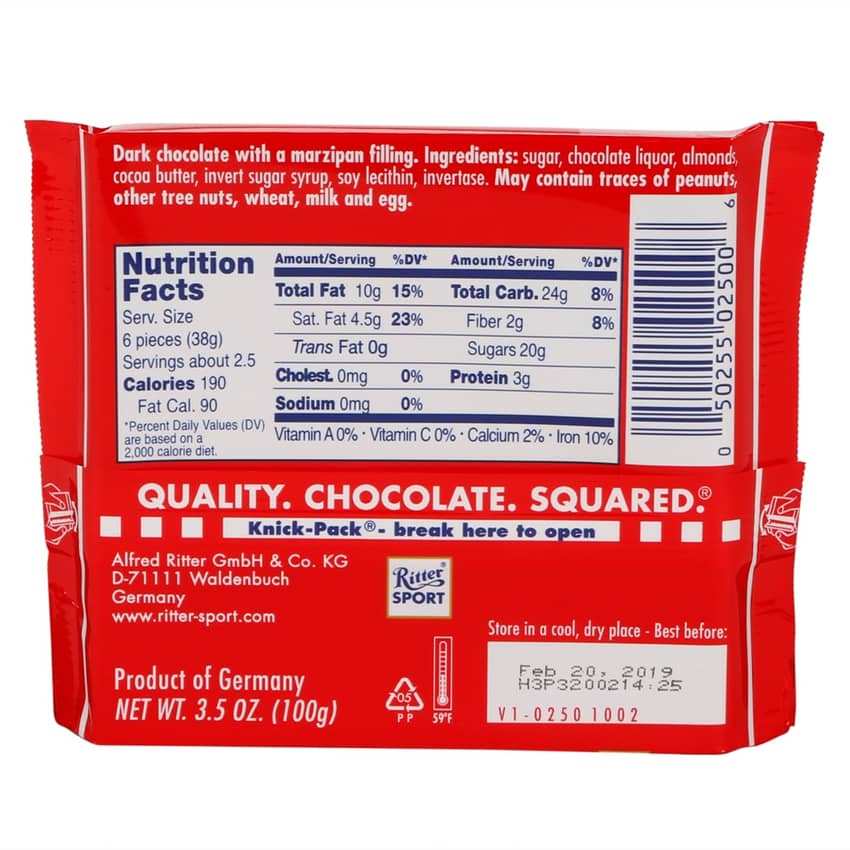 Dark chocolate with a marzipan filling. Ingredients: sugar, chocolate liquor, almonds,
cocoa butter, invert sugar syrup, soy lecithin, invertase. May contain traces of peanuts,
other tree nuts, wheat, milk and egg.
Nutrition
Facts
Serv. Size
6 pieces (38g)
Servings about 2.5
Calories 190
Fat Cal. 90
*Percent Daily Values (DV)
are based on a
2,000 calorie diet.
Amount/Serving %DV* Amount/Serving %DV*
Total Fat 10g 15% Total Carb. 24g 8%
Sat. Fat 4.5g 23% Fiber 2g 8%
Trans Fat 0g Sugars 20g
Cholest. 0mg 0% Protein 3g
Sodium 0mg 0%
Vitamin A 0% · Vitamin C 0% · Calcium 2% · Iron 10%
0 50255 02500 6
QUALITY. CHOCOLATE. SQUARED.®
Knick-Pack® - break here to open
Alfred Ritter GmbH & Co. KG
D-71111 Waldenbuch
Germany
www.ritter-sport.com
Ritter
SPORT
Store in a cool, dry place - Best before:
Feb 20, 2019
H3P3200214:25
V1-0250 1002
Product of Germany
NET WT. 3.5 OZ. (100g)
05
PP
59°F